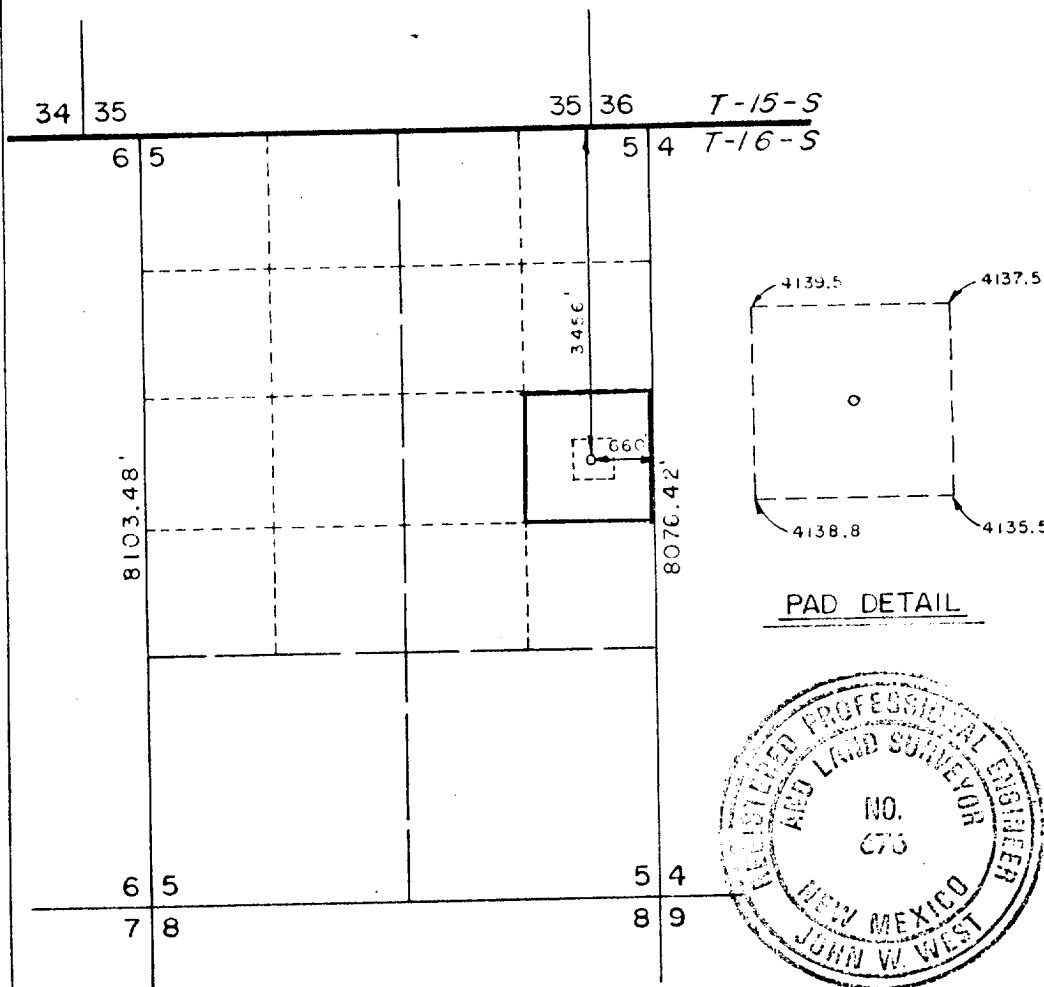 34 35
35 36
T-15-S
T-16-S
6 5
5 4
3456'
660'
8103.48'
8076.42'
4139.5
4137.5
4138.8
4135.5
PAD DETAIL
REGISTERED PROFESSIONAL ENGINEER
AND LAND SURVEYOR
NO.
676
NEW MEXICO
JOHN W. WEST
6 5
7 8
5 4
8 9